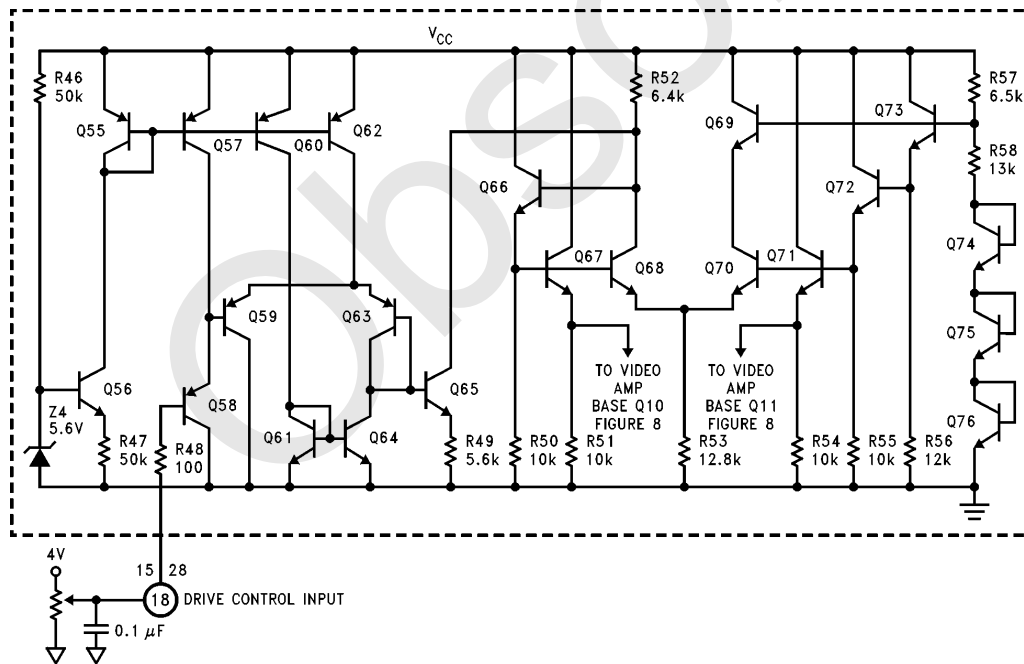 Obso
V_CC
R46
50k
Q55
Q57
Q60
Q62
R52
6.4k
Q69
Q73
R57
6.5k
R58
13k
Q66
Q72
Q74
Q67
Q68
Q70
Q71
Q59
Q63
Q75
Q56
Q58
Q65
TO VIDEO
AMP
BASE Q10
FIGURE 8
TO VIDEO
AMP
BASE Q11
FIGURE 8
Z4
5.6V
Q61
Q64
Q76
R47
50k
R48
100
R49
5.6k
R50
10k
R51
10k
R53
12.8k
R54
10k
R55
10k
R56
12k
4V
15 28
18 DRIVE CONTROL INPUT
0.1 μF